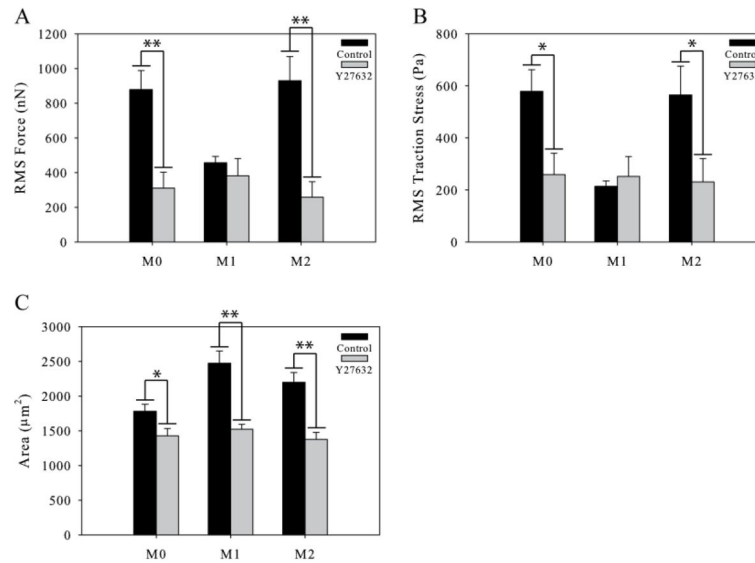 A
RMS Force (nN)
1200
1000
800
600
400
200
0
**
**
Control
Y27632
M0
M1
M2
B
RMS Traction Stress (Pa)
800
600
400
200
0
*
*
Control
Y27632
M0
M1
M2
C
Area (µm²)
3000
2500
2000
1500
1000
500
0
*
**
**
Control
Y27632
M0
M1
M2